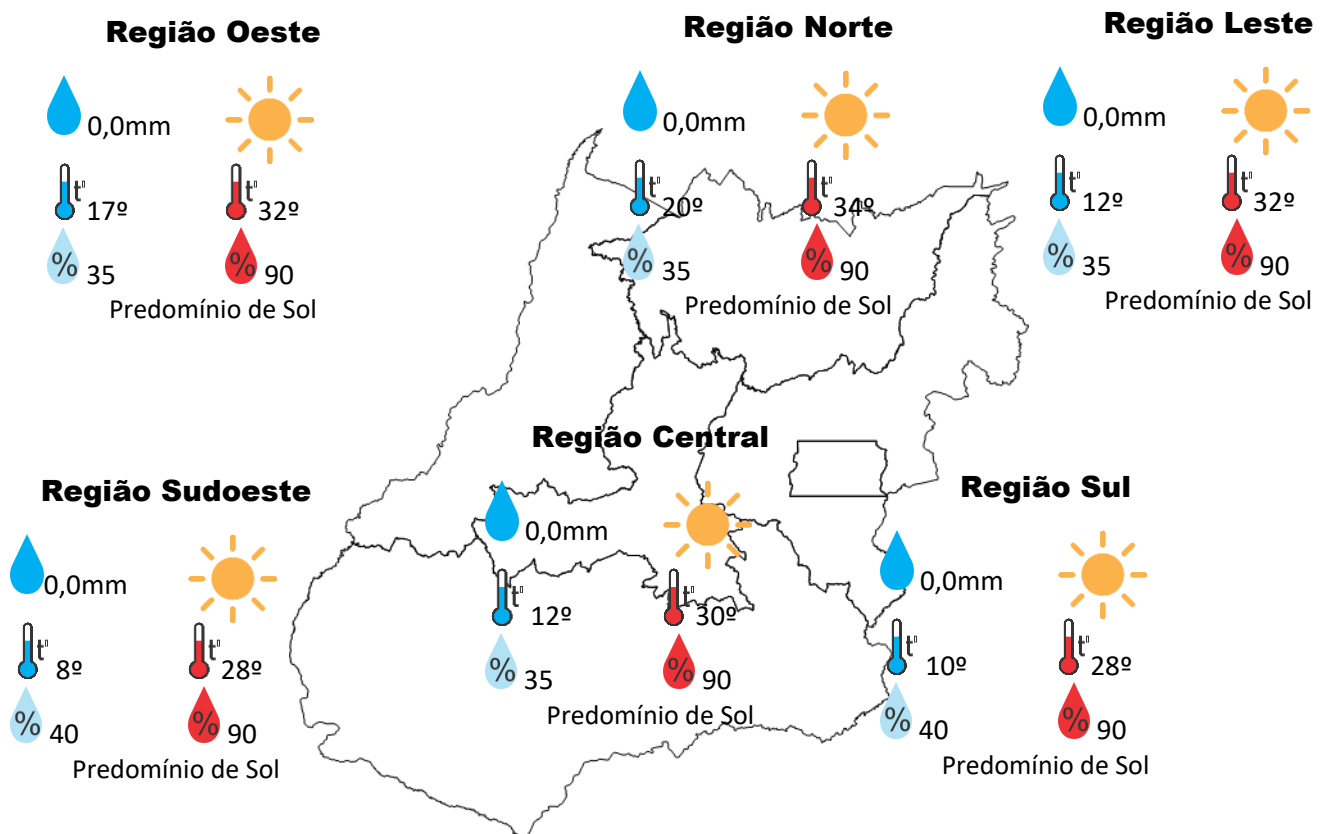 Região Oeste
0,0mm
t° 17º
t° 32º
% 35
% 90
Predomínio de Sol
Região Norte
0,0mm
t° 20º
t° 34º
% 35
% 90
Predomínio de Sol
Região Leste
0,0mm
t° 12º
t° 32º
% 35
% 90
Predomínio de Sol
Região Sudoeste
0,0mm
t° 8º
t° 28º
% 40
% 90
Predomínio de Sol
Região Central
0,0mm
t° 12º
t° 30º
% 35
% 90
Predomínio de Sol
Região Sul
0,0mm
t° 10º
t° 28º
% 40
% 90
Predomínio de Sol